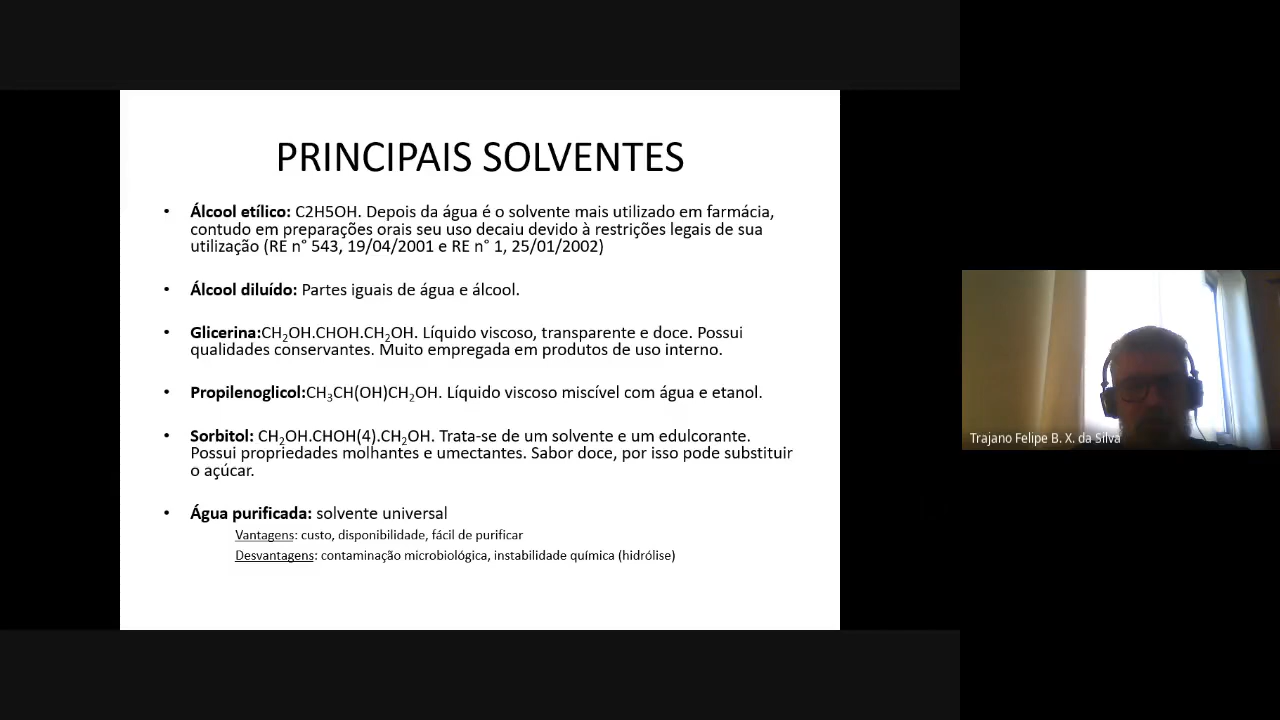 PRINCIPAIS SOLVENTES
• Álcool etílico: C2H5OH. Depois da água é o solvente mais utilizado em farmácia,
contudo em preparações orais seu uso decaiu devido à restrições legais de sua
utilização (RE n° 543, 19/04/2001 e RE n° 1, 25/01/2002)
• Álcool diluído: Partes iguais de água e álcool.
• Glicerina:CH₂OH.CHOH.CH₂OH. Líquido viscoso, transparente e doce. Possui
qualidades conservantes. Muito empregada em produtos de uso interno.
• Propilenoglicol:CH₃CH(OH)CH₂OH. Líquido viscoso miscível com água e etanol.
• Sorbitol: CH₂OH.CHOH(4).CH₂OH. Trata-se de um solvente e um edulcorante.
Possui propriedades molhantes e umectantes. Sabor doce, por isso pode substituir
o açúcar.
• Água purificada: solvente universal
Vantagens: custo, disponibilidade, fácil de purificar
Desvantagens: contaminação microbiológica, instabilidade química (hidrólise)
Trajano Felipe B. X. da Silva